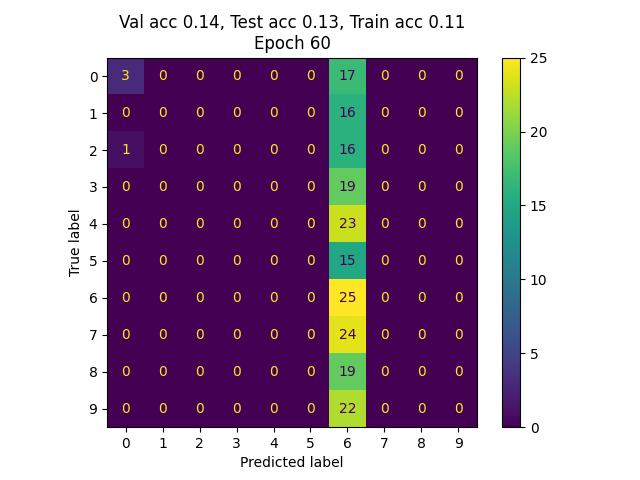 Val acc 0.14, Test acc 0.13, Train acc 0.11
Epoch 60
0 3 0 0 0 0 0 17 0 0 0
1 0 0 0 0 0 0 16 0 0 0
2 1 0 0 0 0 0 16 0 0 0
3 0 0 0 0 0 0 19 0 0 0
4 0 0 0 0 0 0 23 0 0 0
5 0 0 0 0 0 0 15 0 0 0
6 0 0 0 0 0 0 25 0 0 0
7 0 0 0 0 0 0 24 0 0 0
8 0 0 0 0 0 0 19 0 0 0
9 0 0 0 0 0 0 22 0 0 0
0 1 2 3 4 5 6 7 8 9
Predicted label
True label
25
20
15
10
5
0